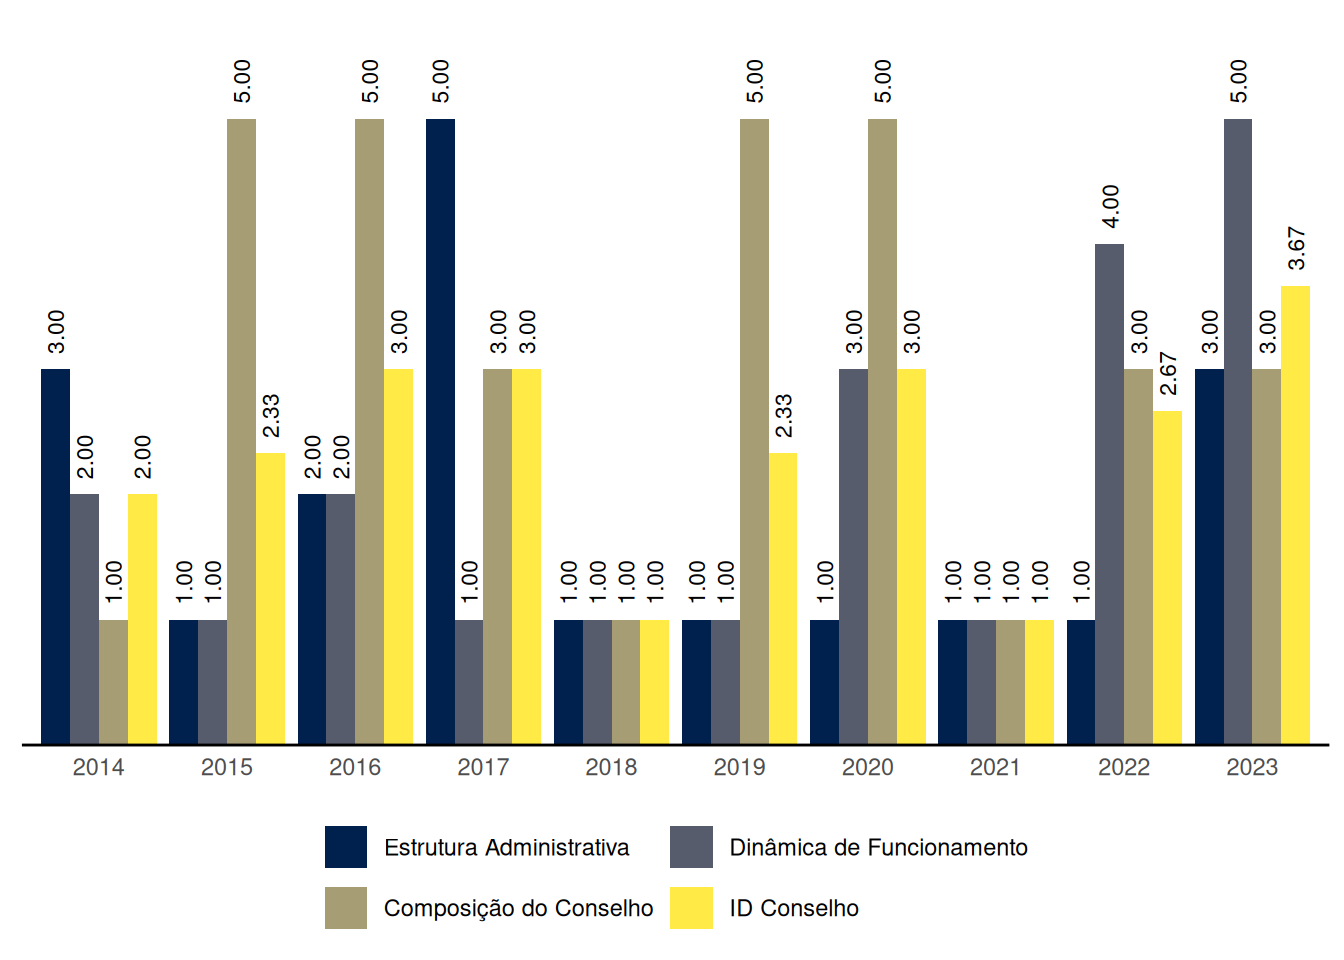 3.00 2.00 1.00 2.00
1.00 1.00 5.00 2.33
2.00 2.00 5.00 3.00
5.00 1.00 3.00 3.00
1.00 1.00 1.00 1.00
1.00 1.00 5.00 2.33
1.00 3.00 5.00 3.00
1.00 1.00 1.00 1.00
1.00 4.00 3.00 2.67
3.00 5.00 3.00 3.67
2014 2015 2016 2017 2018 2019 2020 2021 2022 2023
Estrutura Administrativa Dinâmica de Funcionamento
Composição do Conselho ID Conselho